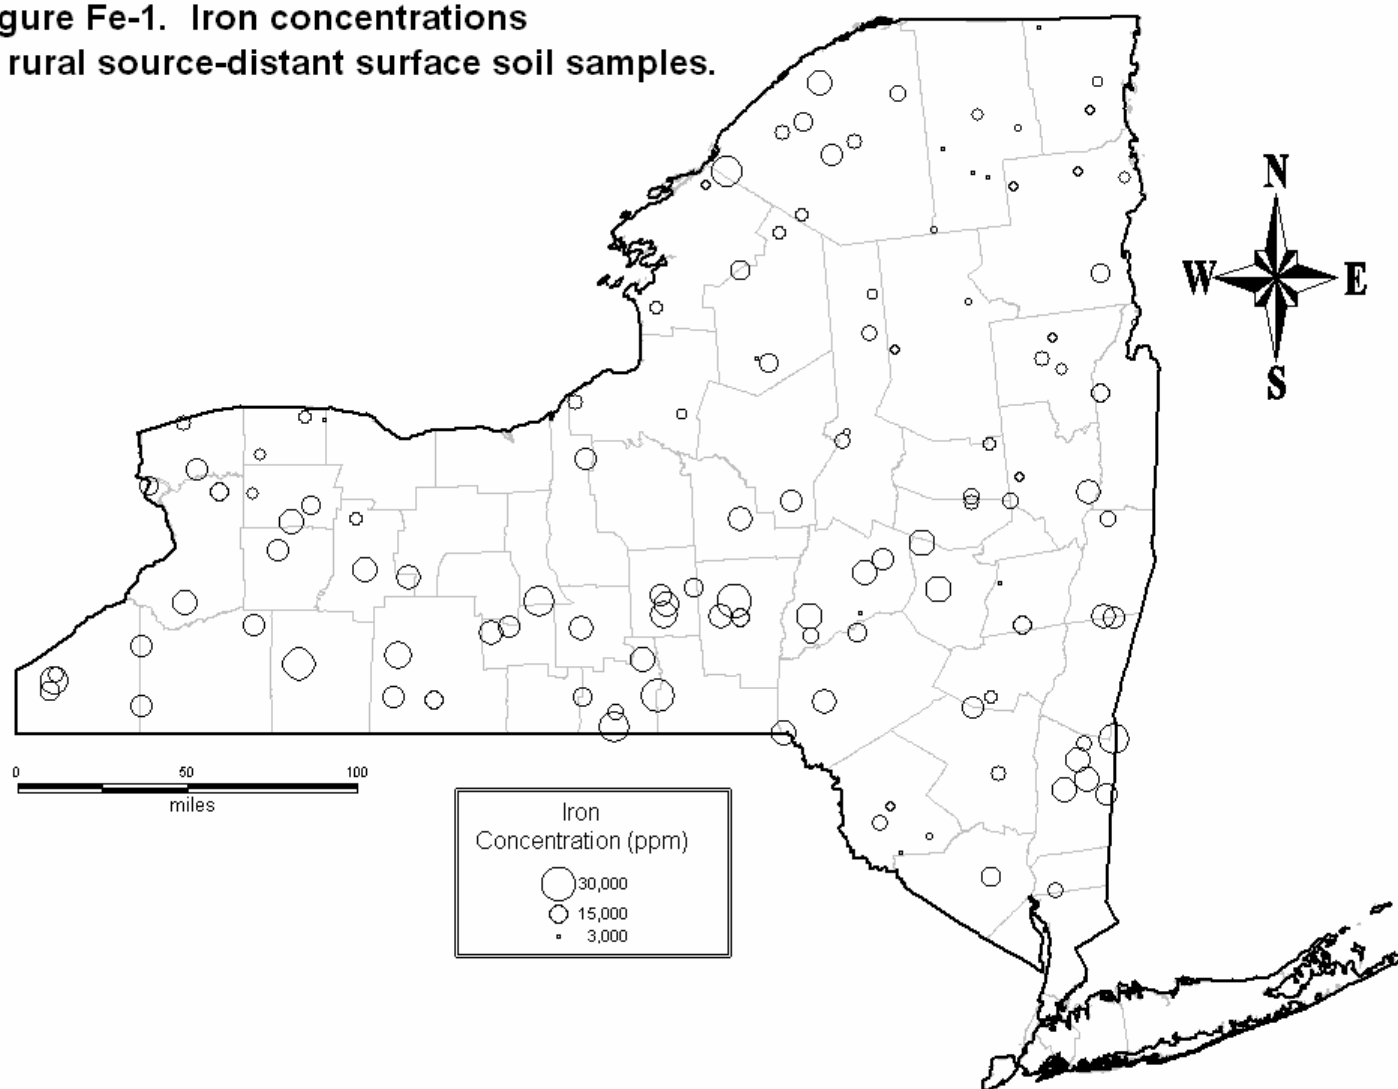 gure Fe-1. Iron concentrations
rural source-distant surface soil samples.
N
W E
S
0 50 100
miles
Iron
Concentration (ppm)
30,000
15,000
3,000